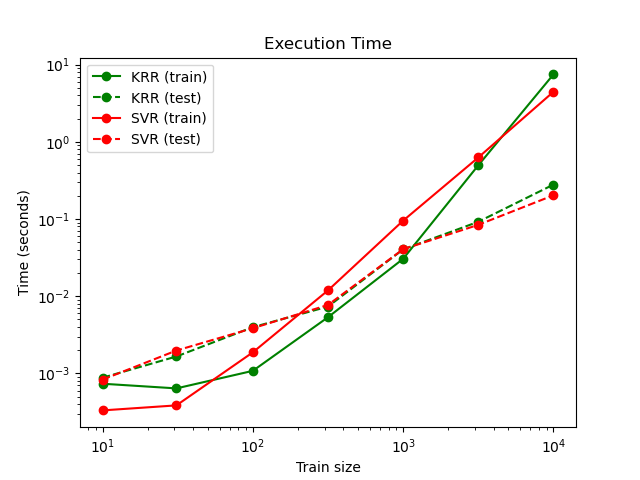 Execution Time
KRR (train)
KRR (test)
SVR (train)
SVR (test)
Time (seconds)
10¹
10⁰
10⁻¹
10⁻²
10⁻³
10¹
10²
10³
10⁴
Train size